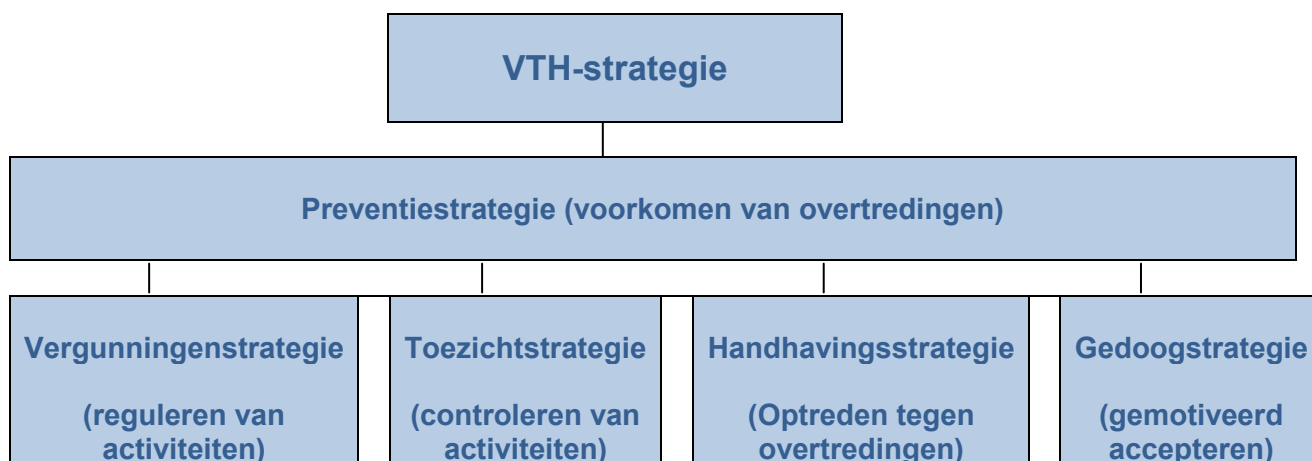 VTH-strategie
Preventiestrategie (voorkomen van overtredingen)
Vergunningenstrategie
(reguleren van
activiteiten)
Toezichtstrategie
(controleren van
activiteiten)
Handhavingsstrategie
(Optreden tegen
overtredingen)
Gedoogstrategie
(gemotiveerd
accepteren)